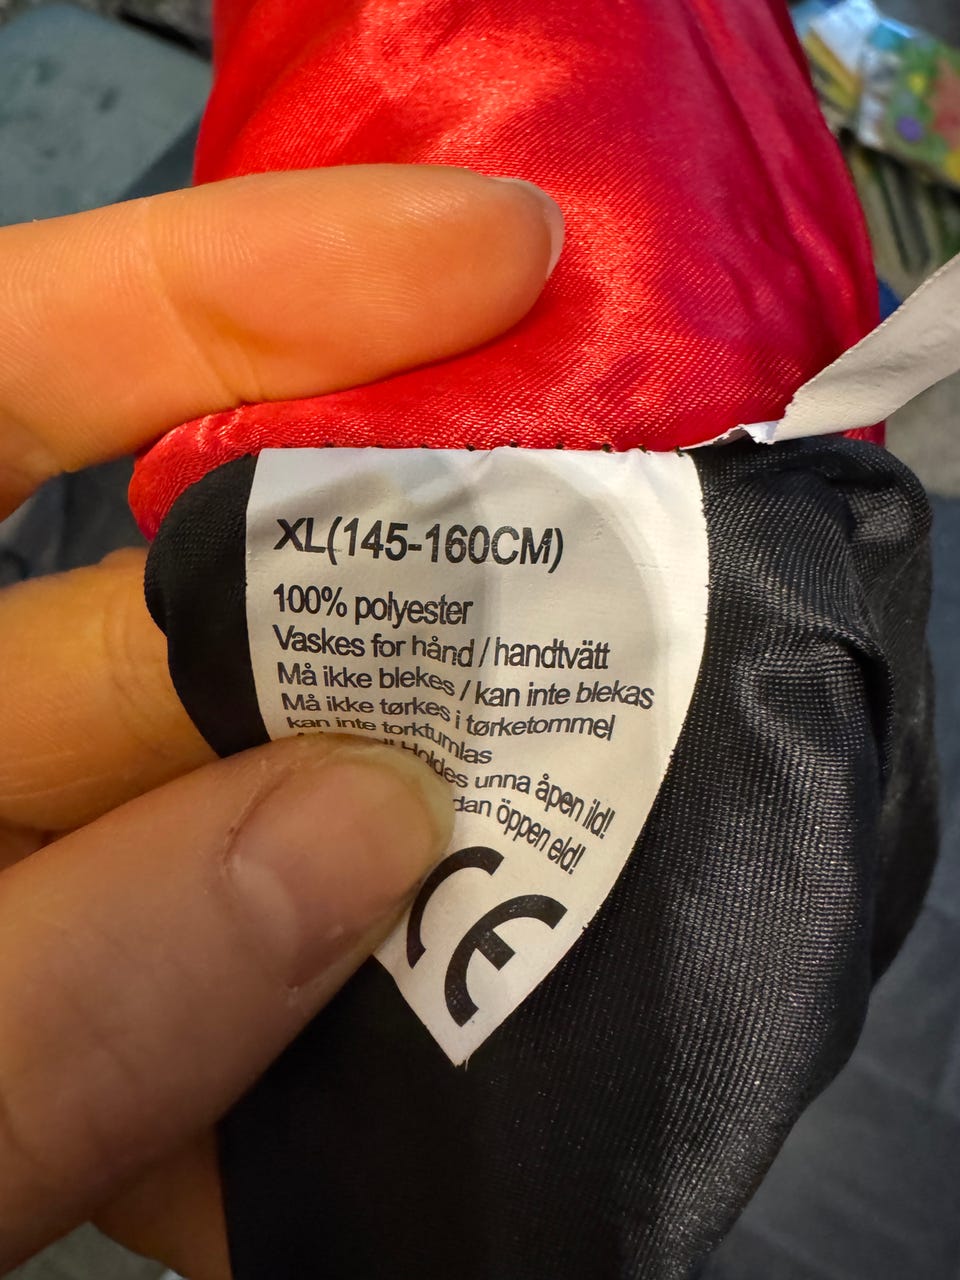 XL(145-160CM)
100% polyester
Vaskes for hånd / handtvätt
Må ikke blekes / kan inte blekas
Må ikke tørkes i tørketommel
kan inte torktumlas
Holdes unna åpen ild!
öppen eld!
CE